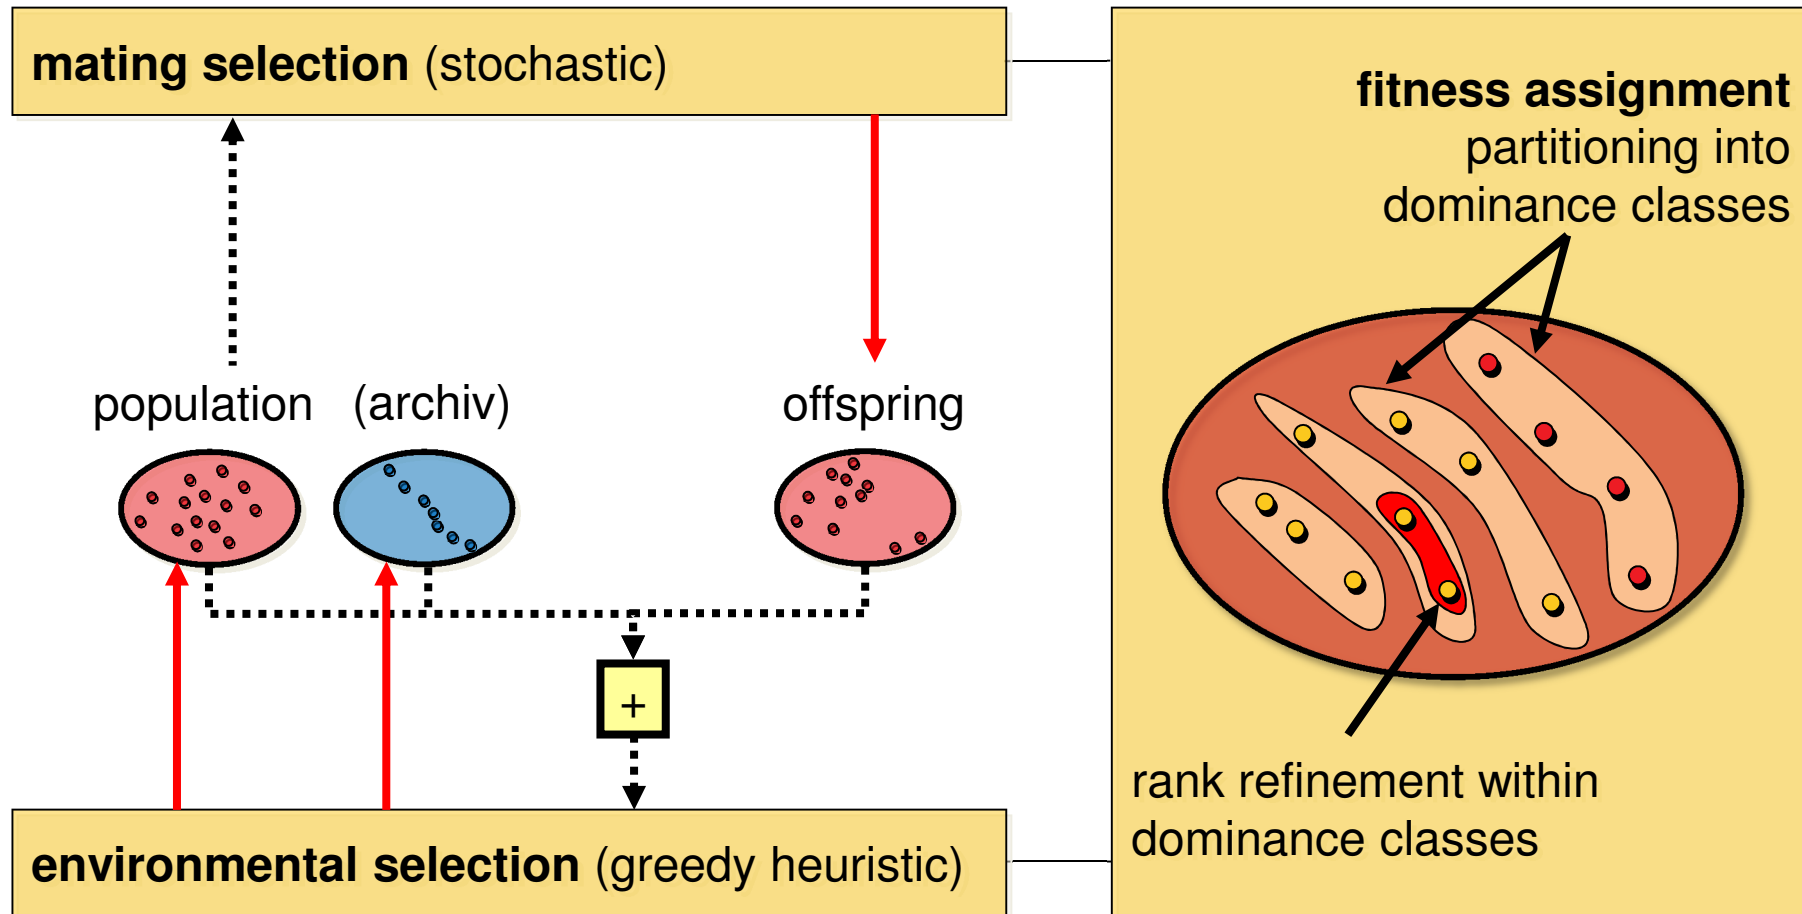 mating selection (stochastic)
fitness assignment
partitioning into
dominance classes
population (archiv) offspring
+
rank refinement within
dominance classes
environmental selection (greedy heuristic)